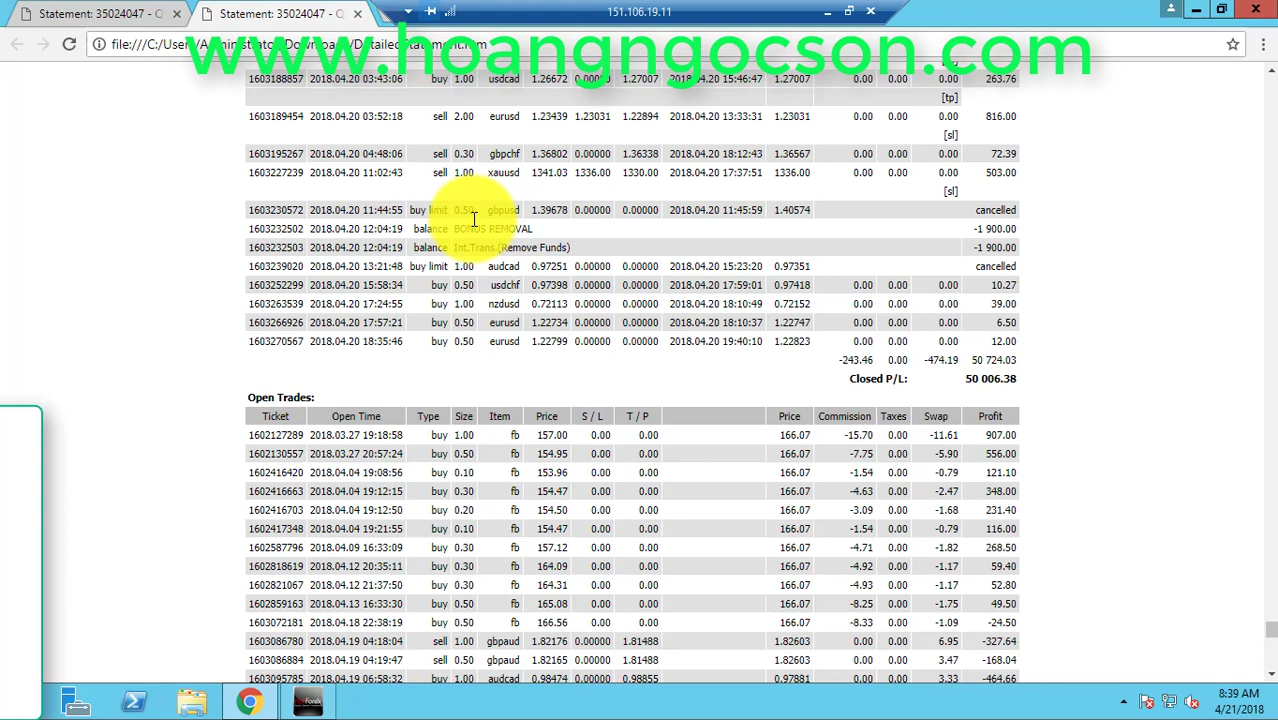 Statement: 35024047 - Q
Statement: 35024047 - Q
151.106.19.11
file:///C:/Users/Administrator/Downloads/DetailedStatement.htm
www.hoangngocson.com
1603188857 2018.04.20 03:43:06 buy 1.00 usdcad 1.26672 0.00000 1.27007 2018.04.20 15:46:47 1.27007 0.00 0.00 0.00 263.76
[tp]
1603189454 2018.04.20 03:52:18 sell 2.00 eurusd 1.23439 1.23031 1.22894 2018.04.20 13:33:31 1.23031 0.00 0.00 0.00 816.00
[sl]
1603195267 2018.04.20 04:48:06 sell 0.30 gbpchf 1.36802 0.00000 1.36338 2018.04.20 18:12:43 1.36567 0.00 0.00 0.00 72.39
1603227239 2018.04.20 11:02:43 sell 1.00 xauusd 1341.03 1336.00 1330.00 2018.04.20 17:37:51 1336.00 0.00 0.00 0.00 503.00
[sl]
1603230572 2018.04.20 11:44:55 buy limit 0.50 gbpusd 1.39678 0.00000 0.00000 2018.04.20 11:45:59 1.40574 cancelled
1603232502 2018.04.20 12:04:19 balance BONUS REMOVAL -1 900.00
1603232503 2018.04.20 12:04:19 balance Int.Trans.(Remove Funds) -1 900.00
1603239020 2018.04.20 13:21:48 buy limit 1.00 audcad 0.97251 0.00000 0.00000 2018.04.20 15:23:20 0.97351 cancelled
1603252299 2018.04.20 15:58:34 buy 0.50 usdchf 0.97398 0.00000 0.00000 2018.04.20 17:59:01 0.97418 0.00 0.00 0.00 10.27
1603263539 2018.04.20 17:24:55 buy 1.00 nzdusd 0.72113 0.00000 0.00000 2018.04.20 18:10:49 0.72152 0.00 0.00 0.00 39.00
1603266926 2018.04.20 17:57:21 buy 0.50 eurusd 1.22734 0.00000 0.00000 2018.04.20 18:10:37 1.22747 0.00 0.00 0.00 6.50
1603270567 2018.04.20 18:35:46 buy 0.50 eurusd 1.22799 0.00000 0.00000 2018.04.20 19:40:10 1.22823 0.00 0.00 0.00 12.00
-243.46 0.00 -474.19 50 724.03
Closed P/L: 50 006.38
Open Trades:
Ticket Open Time Type Size Item Price S / L T / P Price Commission Taxes Swap Profit
1602127289 2018.03.27 19:18:58 buy 1.00 fb 157.00 0.00 0.00 166.07 -15.70 0.00 -11.61 907.00
1602130557 2018.03.27 20:57:24 buy 0.50 fb 154.95 0.00 0.00 166.07 -7.75 0.00 -5.90 556.00
1602416420 2018.04.04 19:08:56 buy 0.10 fb 153.96 0.00 0.00 166.07 -1.54 0.00 -0.79 121.10
1602416663 2018.04.04 19:12:15 buy 0.30 fb 154.47 0.00 0.00 166.07 -4.63 0.00 -2.47 348.00
1602416703 2018.04.04 19:12:50 buy 0.20 fb 154.50 0.00 0.00 166.07 -3.09 0.00 -1.68 231.40
1602417348 2018.04.04 19:21:55 buy 0.10 fb 154.47 0.00 0.00 166.07 -1.54 0.00 -0.79 116.00
1602587796 2018.04.09 16:33:09 buy 0.30 fb 157.12 0.00 0.00 166.07 -4.71 0.00 -1.82 268.50
1602818619 2018.04.12 20:35:11 buy 0.30 fb 164.09 0.00 0.00 166.07 -4.92 0.00 -1.17 59.40
1602821067 2018.04.12 21:37:50 buy 0.30 fb 164.31 0.00 0.00 166.07 -4.93 0.00 -1.17 52.80
1602859163 2018.04.13 16:33:30 buy 0.50 fb 165.08 0.00 0.00 166.07 -8.25 0.00 -1.75 49.50
1603072181 2018.04.18 22:38:19 buy 0.50 fb 166.56 0.00 0.00 166.07 -8.33 0.00 -1.09 -24.50
1603086780 2018.04.19 04:18:04 sell 1.00 gbpaud 1.82176 0.00000 1.81488 1.82603 0.00 0.00 6.95 -327.64
1603086884 2018.04.19 04:19:47 sell 0.50 gbpaud 1.82165 0.00000 1.81488 1.82603 0.00 0.00 3.47 -168.04
1603095785 2018.04.19 06:58:32 buy 1.00 audcad 0.98474 0.00000 0.98855 0.97881 0.00 0.00 3.33 -464.66
Forex
8:39 AM
4/21/2018